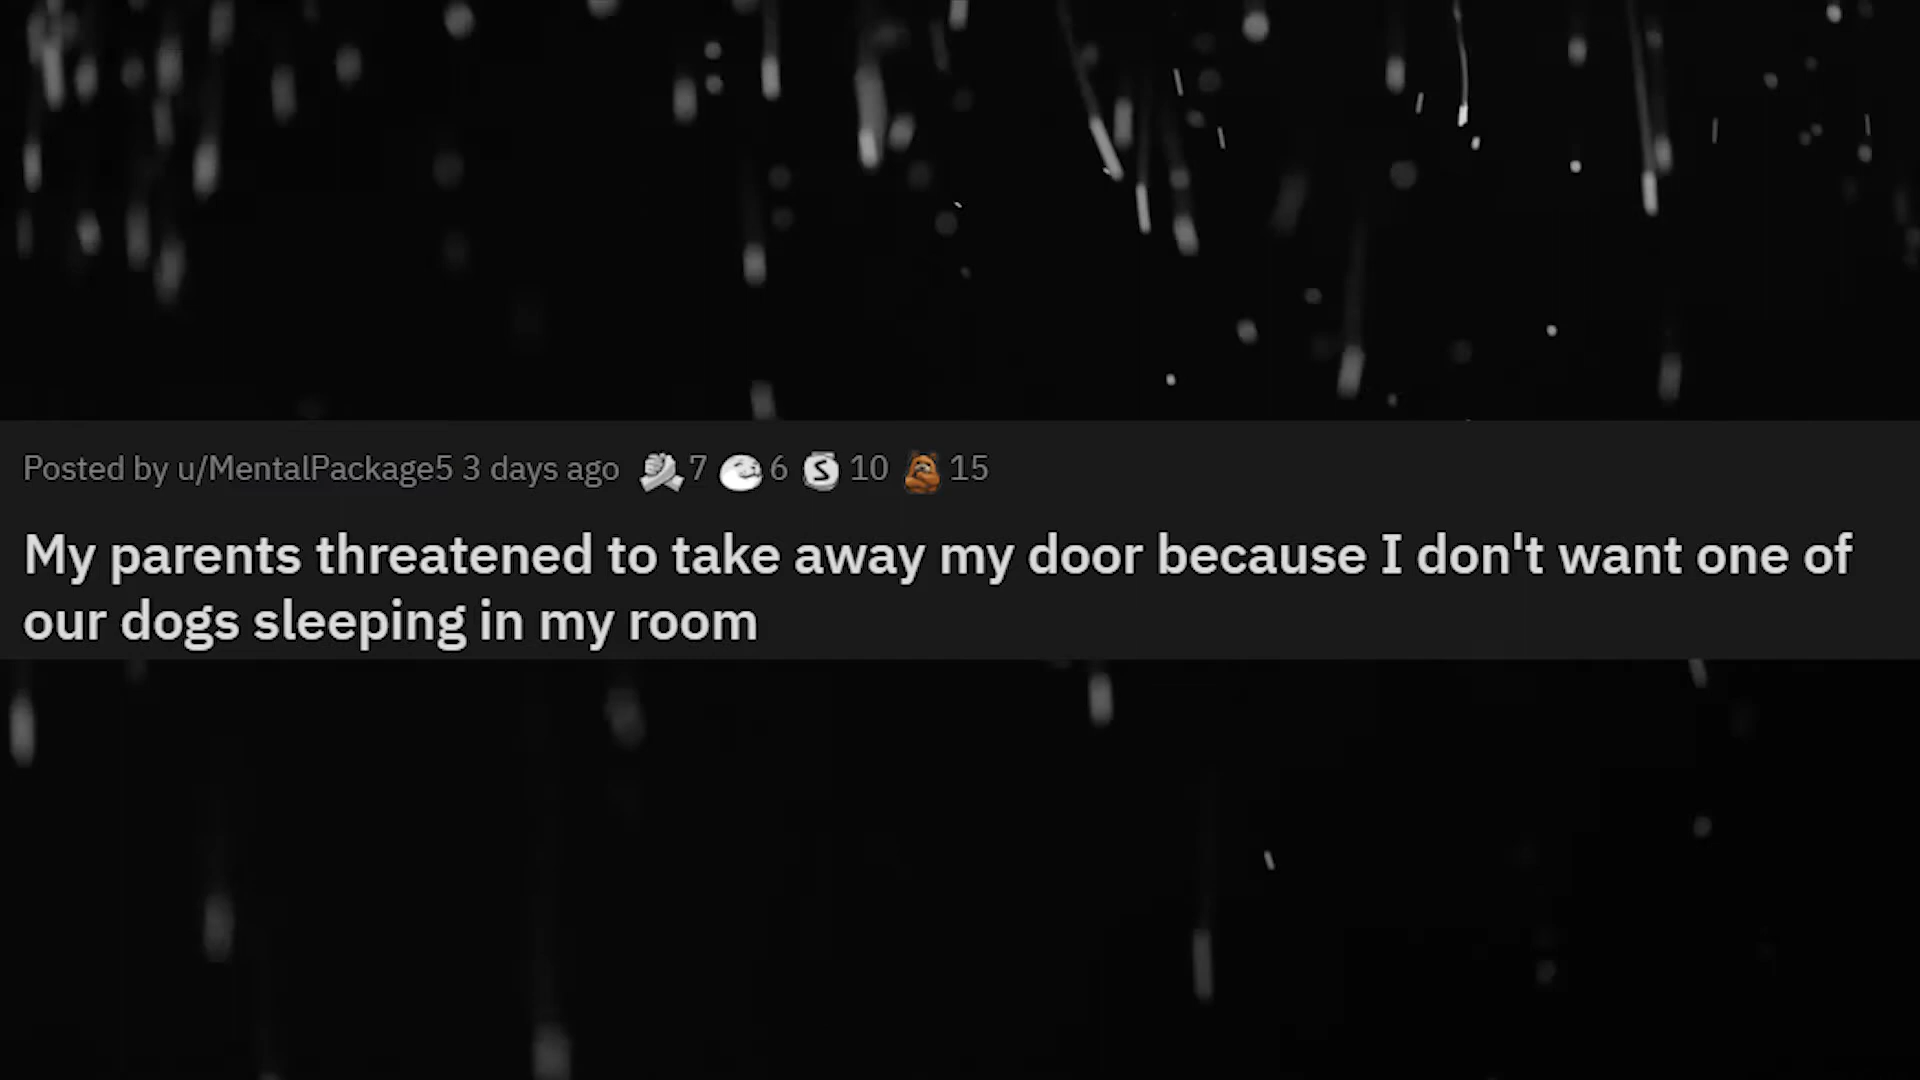 Posted by u/MentalPackage5 3 days ago 7 6 10 15
My parents threatened to take away my door because I don't want one of
our dogs sleeping in my room